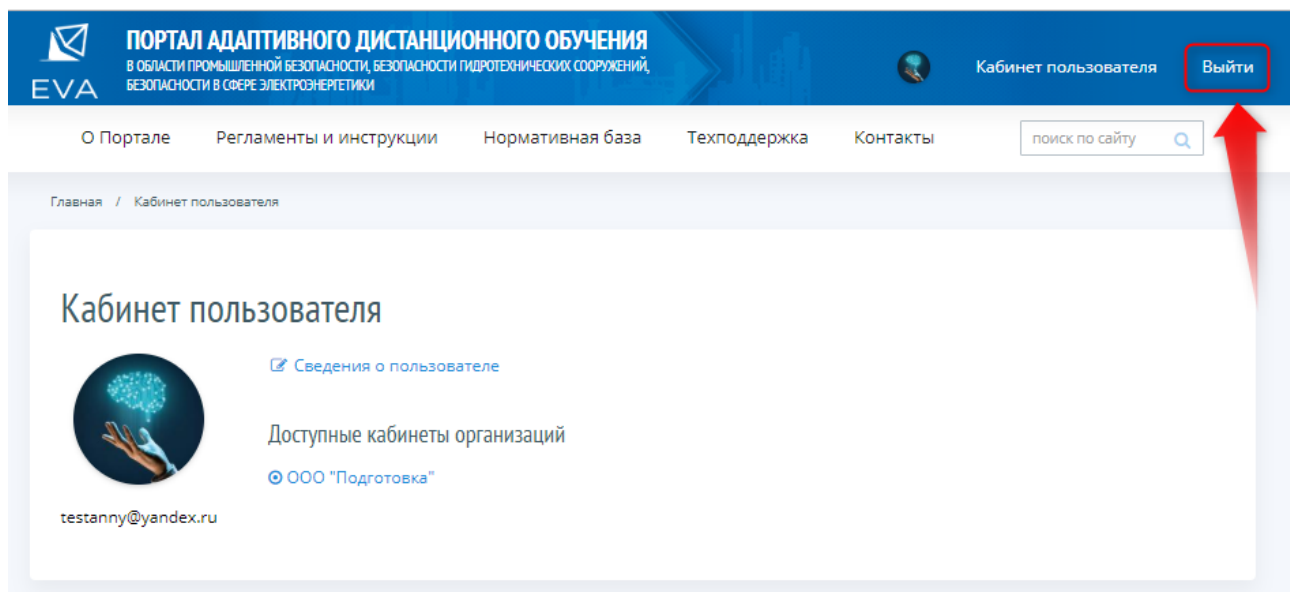 EVA
ПОРТАЛ АДАПТИВНОГО ДИСТАНЦИОННОГО ОБУЧЕНИЯ
В ОБЛАСТИ ПРОМЫШЛЕННОЙ БЕЗОПАСНОСТИ, БЕЗОПАСНОСТИ ГИДРОТЕХНИЧЕСКИХ СООРУЖЕНИЙ,
БЕЗОПАСНОСТИ В СФЕРЕ ЭЛЕКТРОЭНЕРГЕТИКИ
Кабинет пользователя Выйти
О Портале Регламенты и инструкции Нормативная база Техподдержка Контакты поиск по сайту
Главная / Кабинет пользователя
Кабинет пользователя
Сведения о пользователе
Доступные кабинеты организаций
ООО "Подготовка"
testanny@yandex.ru